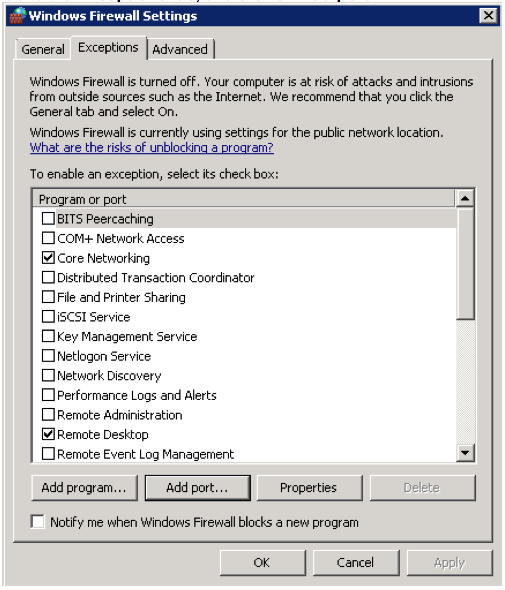 Windows Firewall Settings
General Exceptions Advanced
Windows Firewall is turned off. Your computer is at risk of attacks and intrusions
from outside sources such as the Internet. We recommend that you click the
General tab and select On.
Windows Firewall is currently using settings for the public network location.
What are the risks of unblocking a program?
To enable an exception, select its check box:
Program or port
BITS Peercaching
COM+ Network Access
Core Networking
Distributed Transaction Coordinator
File and Printer Sharing
iSCSI Service
Key Management Service
Netlogon Service
Network Discovery
Performance Logs and Alerts
Remote Administration
Remote Desktop
Remote Event Log Management
Add program... Add port... Properties Delete
Notify me when Windows Firewall blocks a new program
OK Cancel Apply